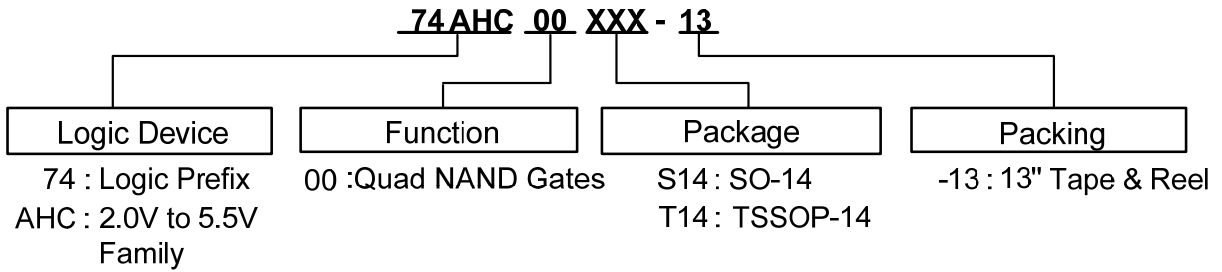 74 AHC 00 XXX - 13
Logic Device
Function
Package
Packing
74 : Logic Prefix
AHC : 2.0V to 5.5V
Family
00 :Quad NAND Gates
S14 : SO-14
T14 : TSSOP-14
-13 : 13" Tape & Reel